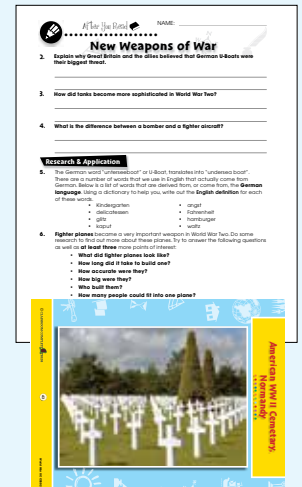 After You Read
NAME:
New Weapons of War
2. Explain why Great Britain and the allies believed that German U-Boats were
their biggest threat.
3. How did tanks become more sophisticated in World War Two?
4. What is the difference between a bomber and a fighter aircraft?
Research & Application
5. The German word "unterseeboot" or U-Boat, translates into "undersea boat".
There are a number of words that we use in English that actually come from
German. Below is a list of words that are derived from, or come from, the German
language. Using a dictionary to help you, write out the English definition for each
of these words.
• Kindergarten • angst
• delicatessen • Fahrenheit
• glitz • hamburger
• kaput • waltz
6. Fighter planes became a very important weapon in World War Two. Do some
research to find out more about these planes. Try to answer the following questions
as well as at least three more points of interest:
• What did fighter planes look like?
• How long did it take to build one?
• How accurate were they?
• How big were they?
• Who built them?
• How many people could fit into one plane?
American WW II Cemetary,
Normandy